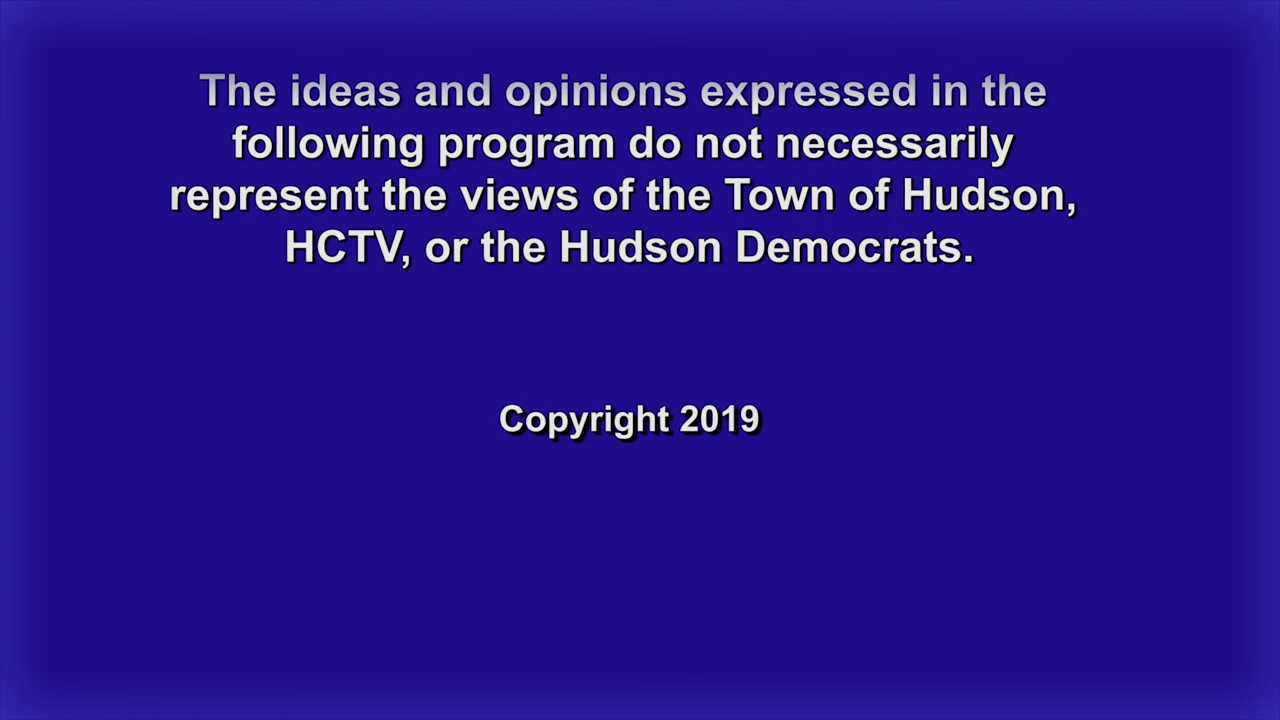 The ideas and opinions expressed in the
following program do not necessarily
represent the views of the Town of Hudson,
HCTV, or the Hudson Democrats.
Copyright 2019